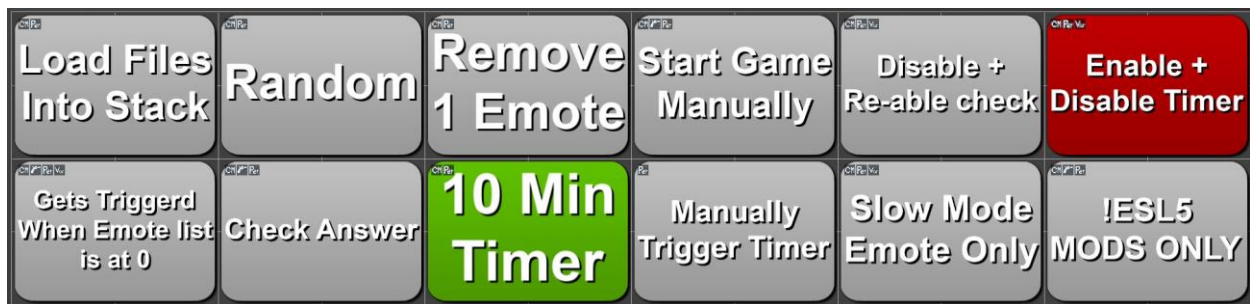 Load Files
Into Stack
Random
Remove
1 Emote
Start Game
Manually
Disable +
Re-able check
Enable +
Disable Timer
Gets Triggerd
When Emote list
is at 0
Check Answer
10 Min
Timer
Manually
Trigger Timer
Slow Mode
Emote Only
!ESL5
MODS ONLY